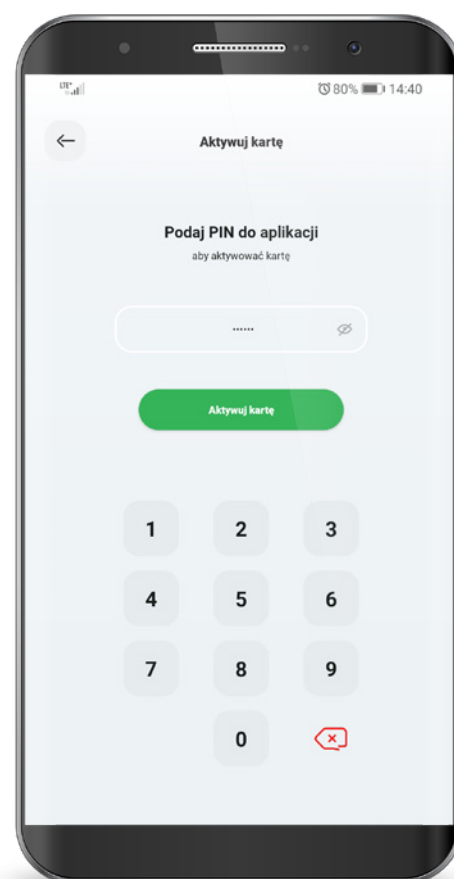 LTE+ 80% 14:40
Aktywuj kartę
Podaj PIN do aplikacji
aby aktywować kartę
······
Aktywuj kartę
1 2 3
4 5 6
7 8 9
0